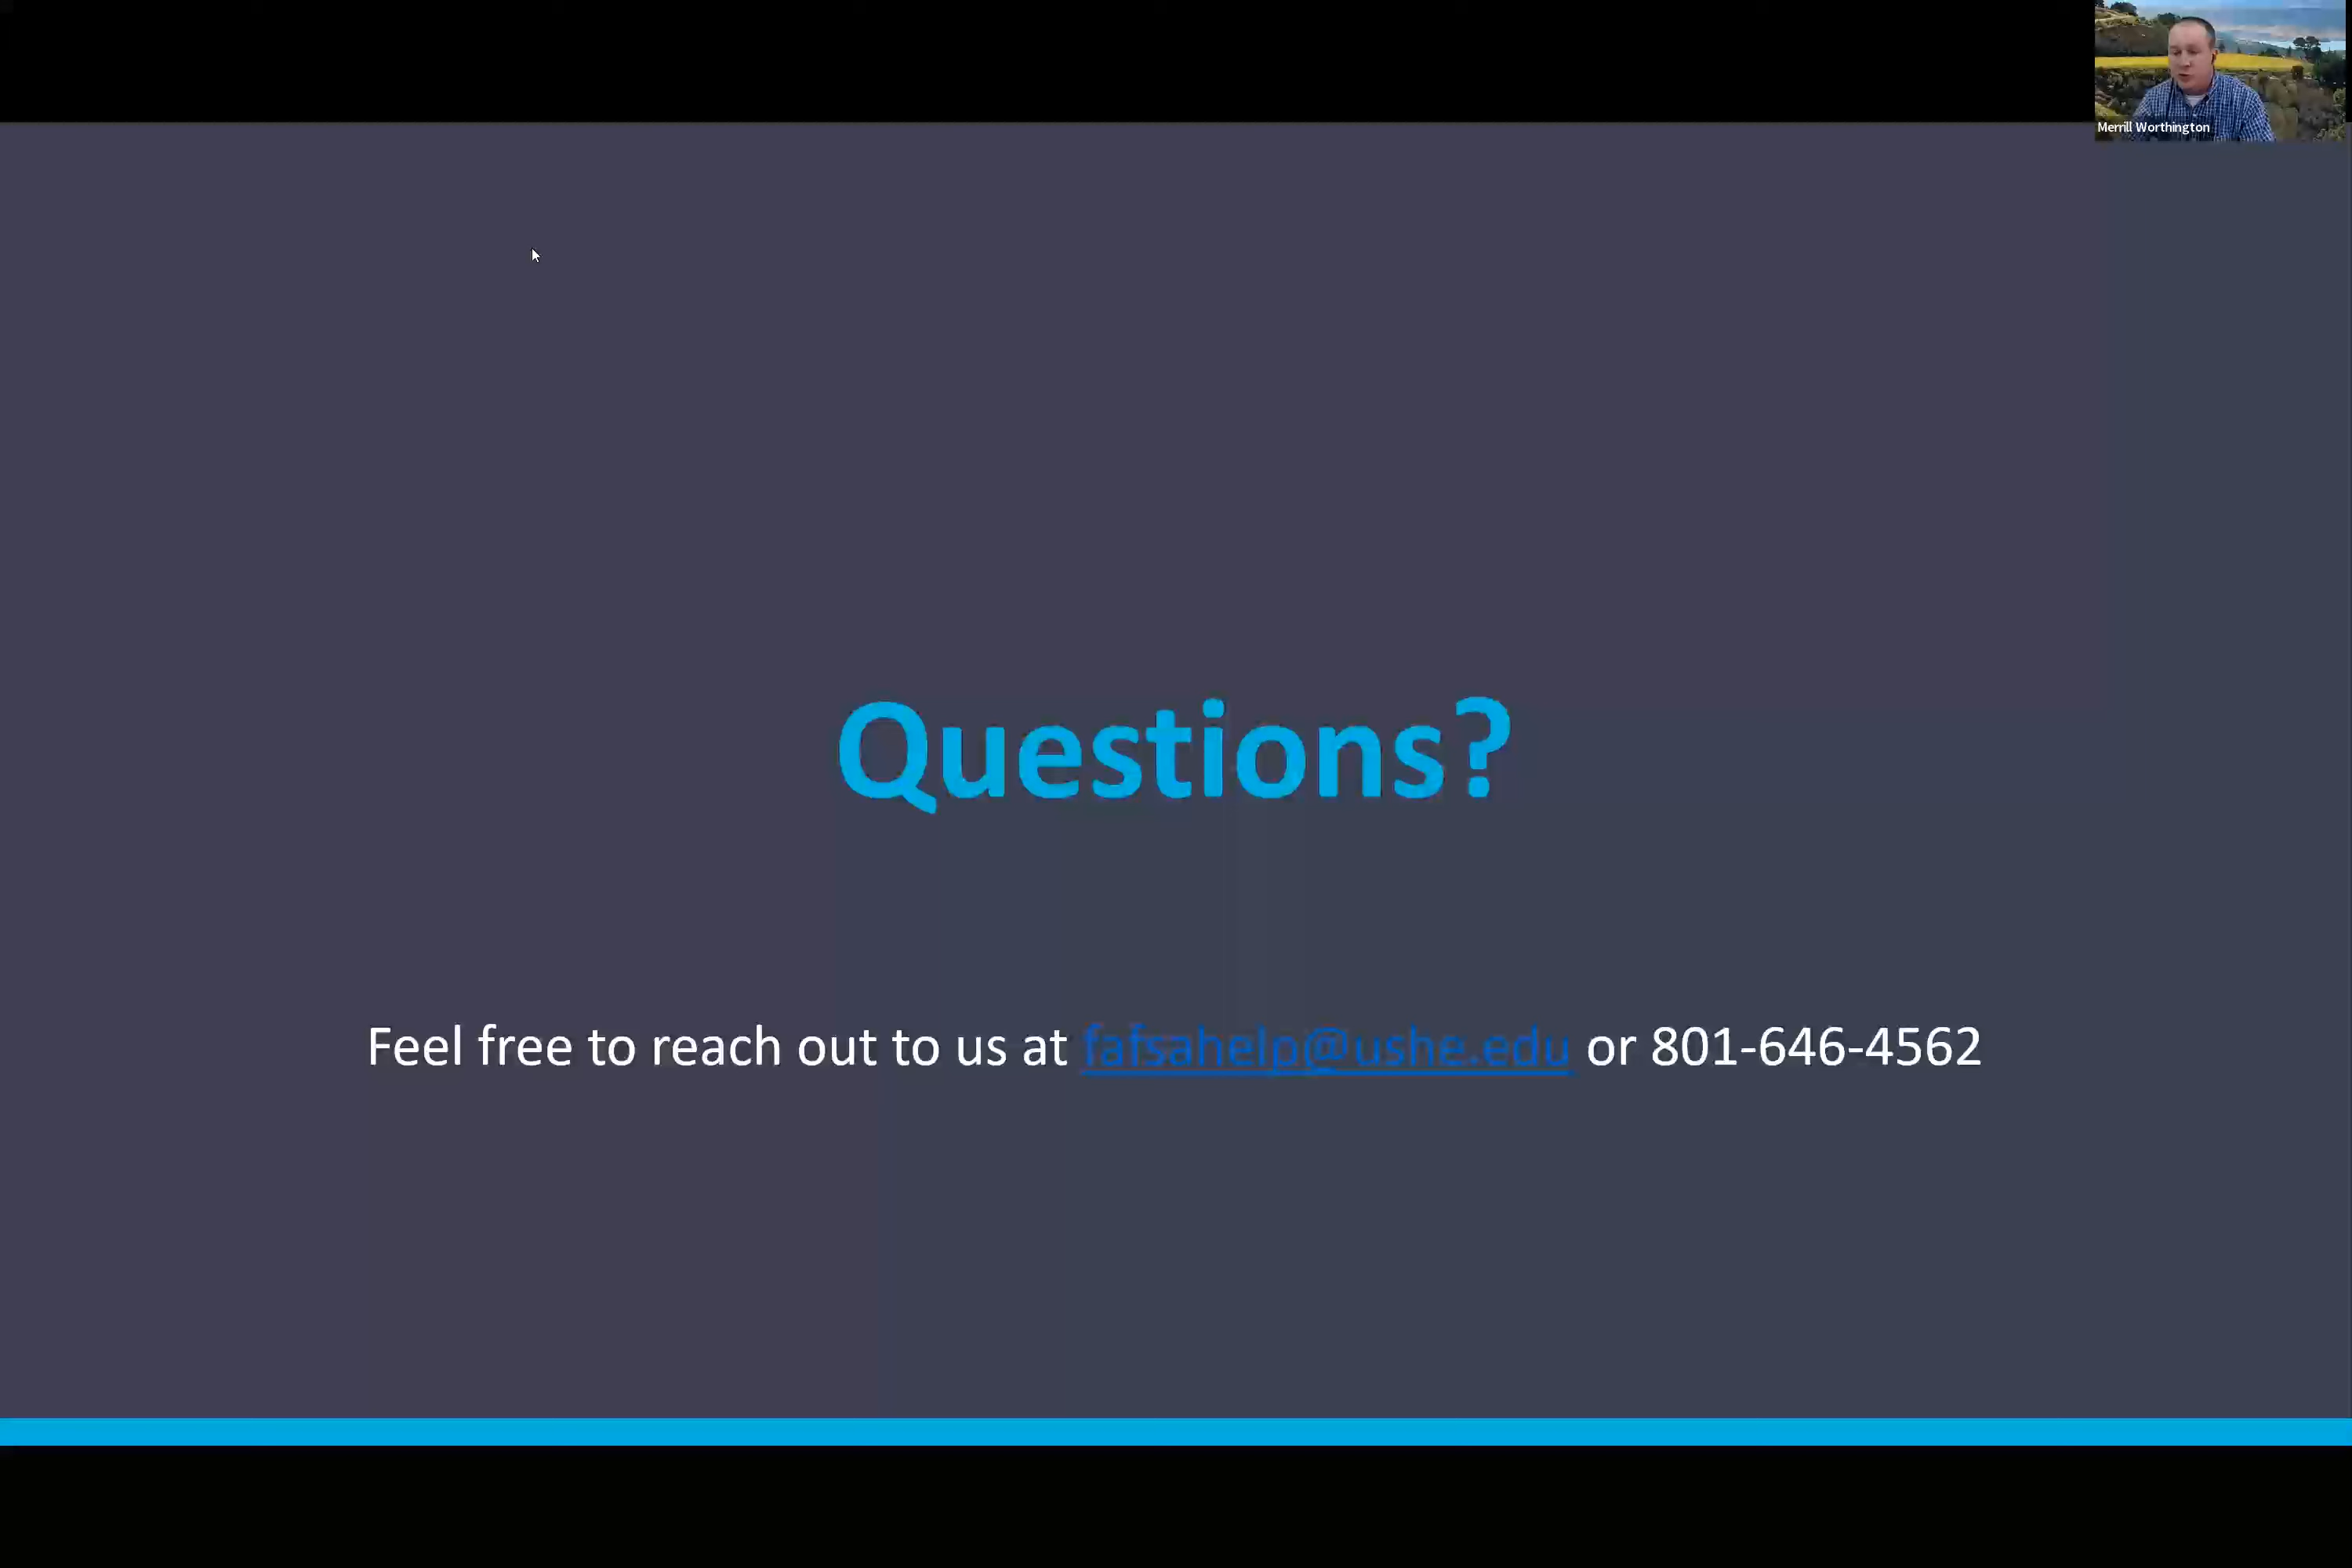 Merrill Worthington
Questions?
Feel free to reach out to us at fafsahelp@ushe.edu or 801-646-4562